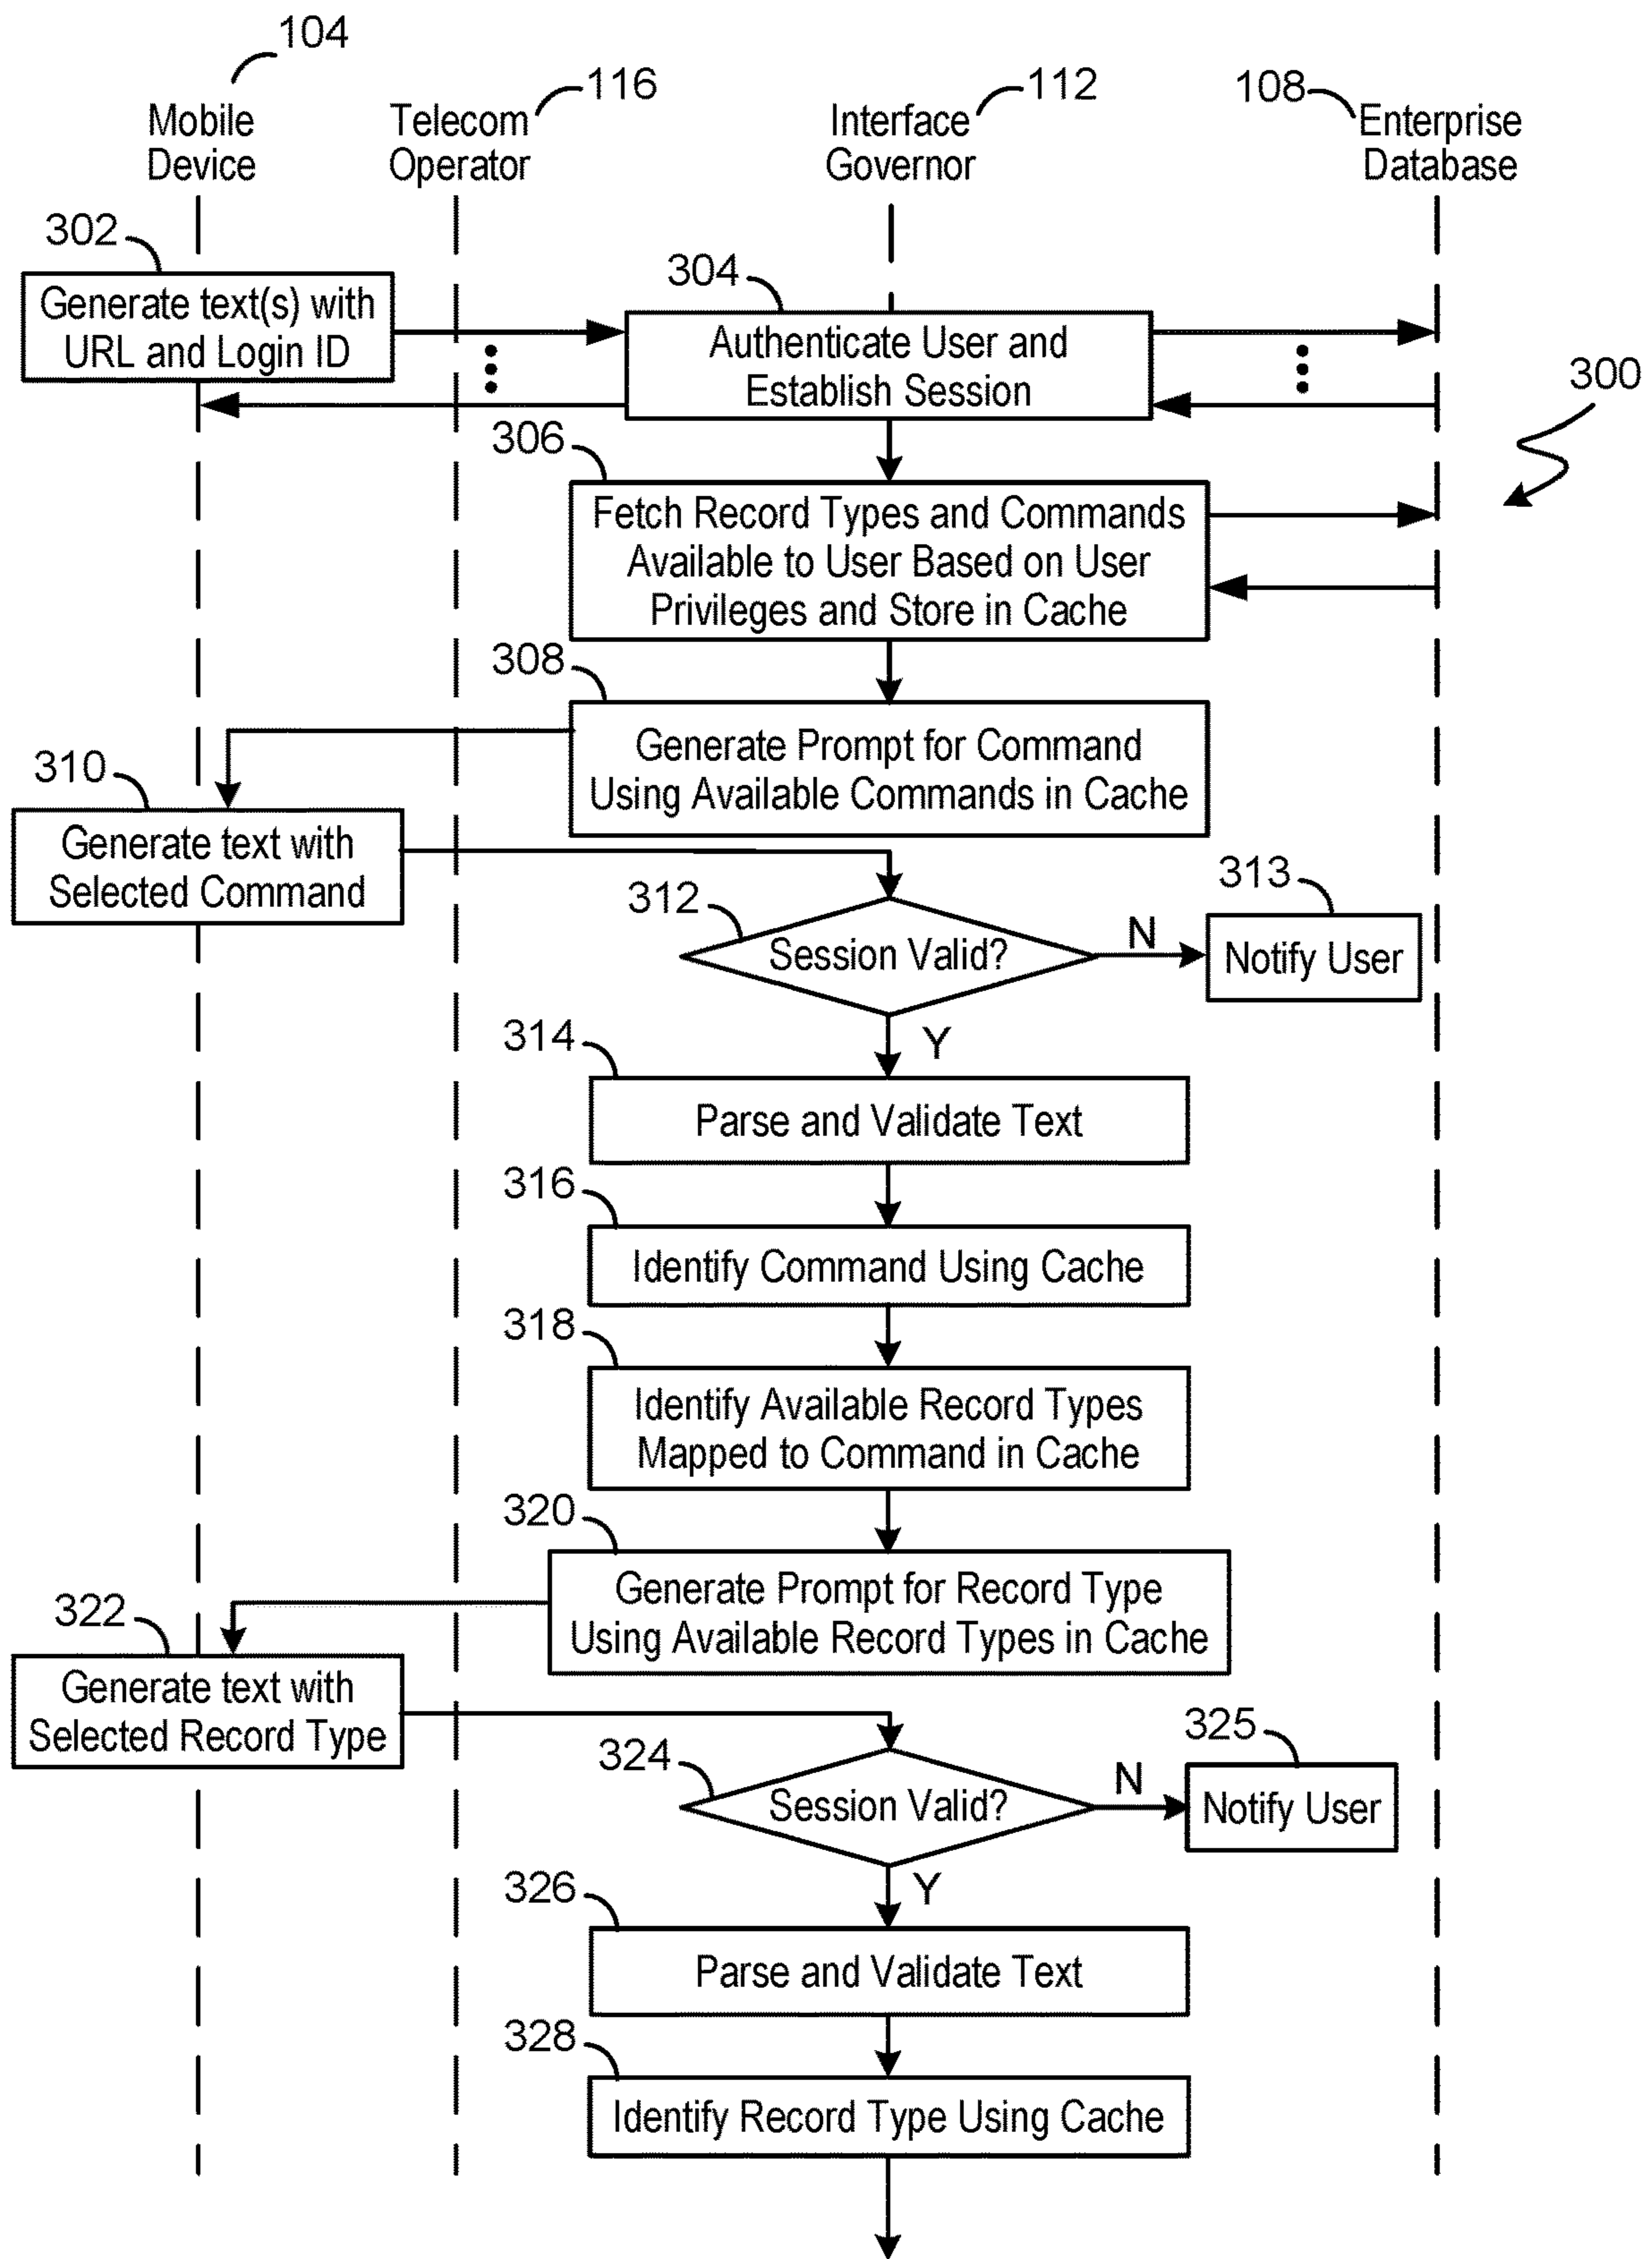 104
116
112
108
Mobile
Device
Telecom
Operator
Interface
Governor
Enterprise
Database
302
Generate text(s) with
URL and Login ID
304
Authenticate User and
Establish Session
300
306
Fetch Record Types and Commands
Available to User Based on User
Privileges and Store in Cache
308
Generate Prompt for Command
Using Available Commands in Cache
310
Generate text with
Selected Command
312
Session Valid?
N
313
Notify User
Y
314
Parse and Validate Text
316
Identify Command Using Cache
318
Identify Available Record Types
Mapped to Command in Cache
320
Generate Prompt for Record Type
Using Available Record Types in Cache
322
Generate text with
Selected Record Type
324
Session Valid?
N
325
Notify User
Y
326
Parse and Validate Text
328
Identify Record Type Using Cache